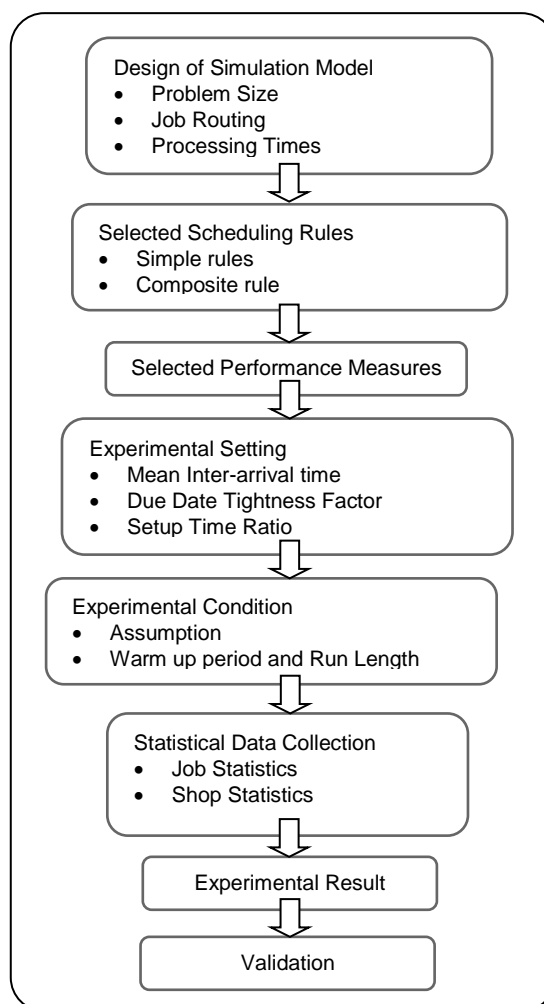 Design of Simulation Model
• Problem Size
• Job Routing
• Processing Times
Selected Scheduling Rules
• Simple rules
• Composite rule
Selected Performance Measures
Experimental Setting
• Mean Inter-arrival time
• Due Date Tightness Factor
• Setup Time Ratio
Experimental Condition
• Assumption
• Warm up period and Run Length
Statistical Data Collection
• Job Statistics
• Shop Statistics
Experimental Result
Validation